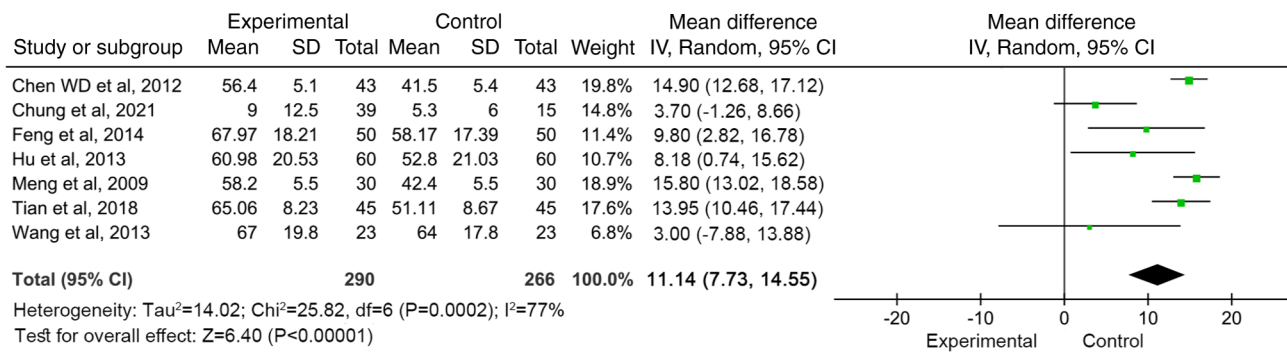 Experimental Control Mean difference Mean difference
Study or subgroup Mean SD Total Mean SD Total Weight IV, Random, 95% CI IV, Random, 95% CI
Chen WD et al, 2012 56.4 5.1 43 41.5 5.4 43 19.8% 14.90 (12.68, 17.12)
Chung et al, 2021 9 12.5 39 5.3 6 15 14.8% 3.70 (-1.26, 8.66)
Feng et al, 2014 67.97 18.21 50 58.17 17.39 50 11.4% 9.80 (2.82, 16.78)
Hu et al, 2013 60.98 20.53 60 52.8 21.03 60 10.7% 8.18 (0.74, 15.62)
Meng et al, 2009 58.2 5.5 30 42.4 5.5 30 18.9% 15.80 (13.02, 18.58)
Tian et al, 2018 65.06 8.23 45 51.11 8.67 45 17.6% 13.95 (10.46, 17.44)
Wang et al, 2013 67 19.8 23 64 17.8 23 6.8% 3.00 (-7.88, 13.88)
Total (95% CI) 290 266 100.0% 11.14 (7.73, 14.55)
Heterogeneity: Tau²=14.02; Chi²=25.82, df=6 (P=0.0002); I²=77%
Test for overall effect: Z=6.40 (P<0.00001)
-20 -10 0 10 20
Experimental Control